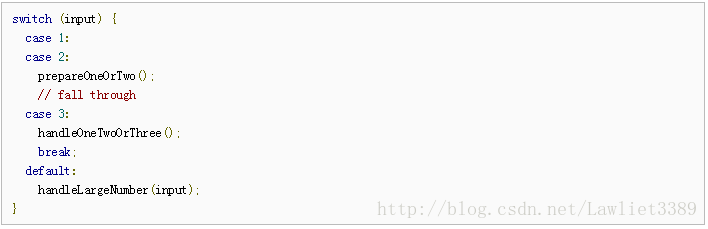 switch (input) {
  case 1:
  case 2:
    prepareOneOrTwo();
    // fall through
  case 3:
    handleOneTwoOrThree();
    break;
  default:
    handleLargeNumber(input);
}
http://blog.csdn.net/Lawliet3389